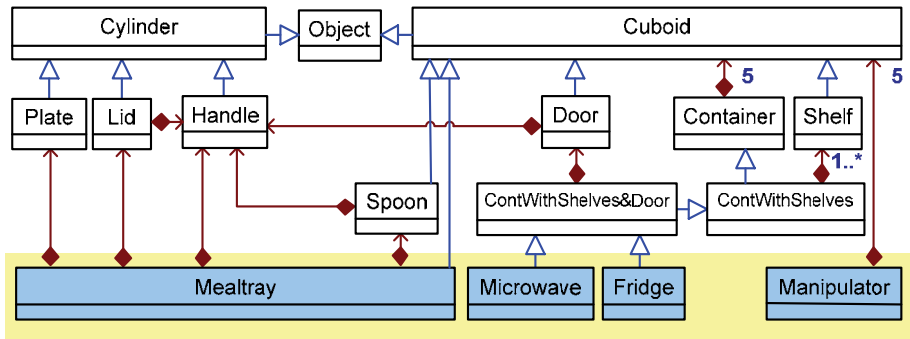 Cylinder
Object
Cuboid
5
5
Plate
Lid
Handle
Door
Container
Shelf
1..*
Spoon
ContWithShelves&Door
ContWithShelves
Mealtray
Microwave
Fridge
Manipulator